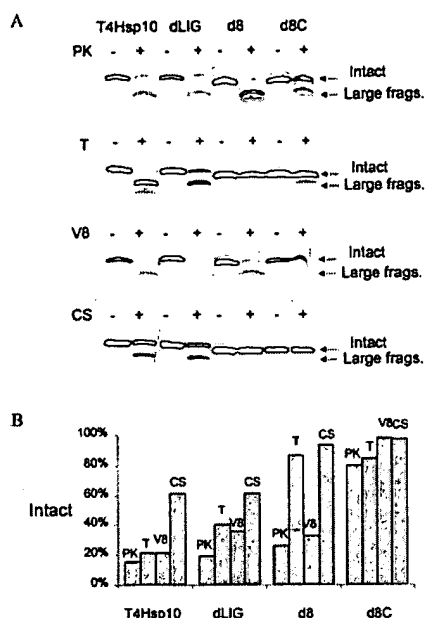 A
T4Hsp10 dLIG d8 d8C
PK - + - + - + - +
Intact
Large frags.
T - + - + - + - +
Intact
Large frags.
V8 - + - + - + - +
Intact
Large frags.
CS - + - + - + - +
Intact
Large frags.
B
100%
80%
60%
40%
20%
0%
Intact
PK T V8 CS
PK T V8 CS
PK T V8 CS
PK T V8 CS
T4Hsp10 dLIG d8 d8C